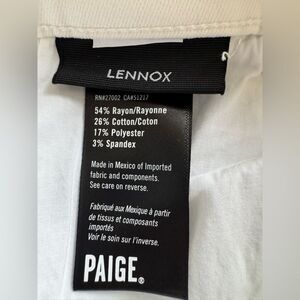 LENNOX
RN#27002 CA#51217
54% Rayon/Rayonne
26% Cotton/Coton
17% Polyester
3% Spandex
Made in Mexico of Imported
fabric and components.
See care on reverse.
Fabriqué aux Mexique à partir
de tissus et composants
importés
Voir le soin sur l'inverse.
PAIGE®